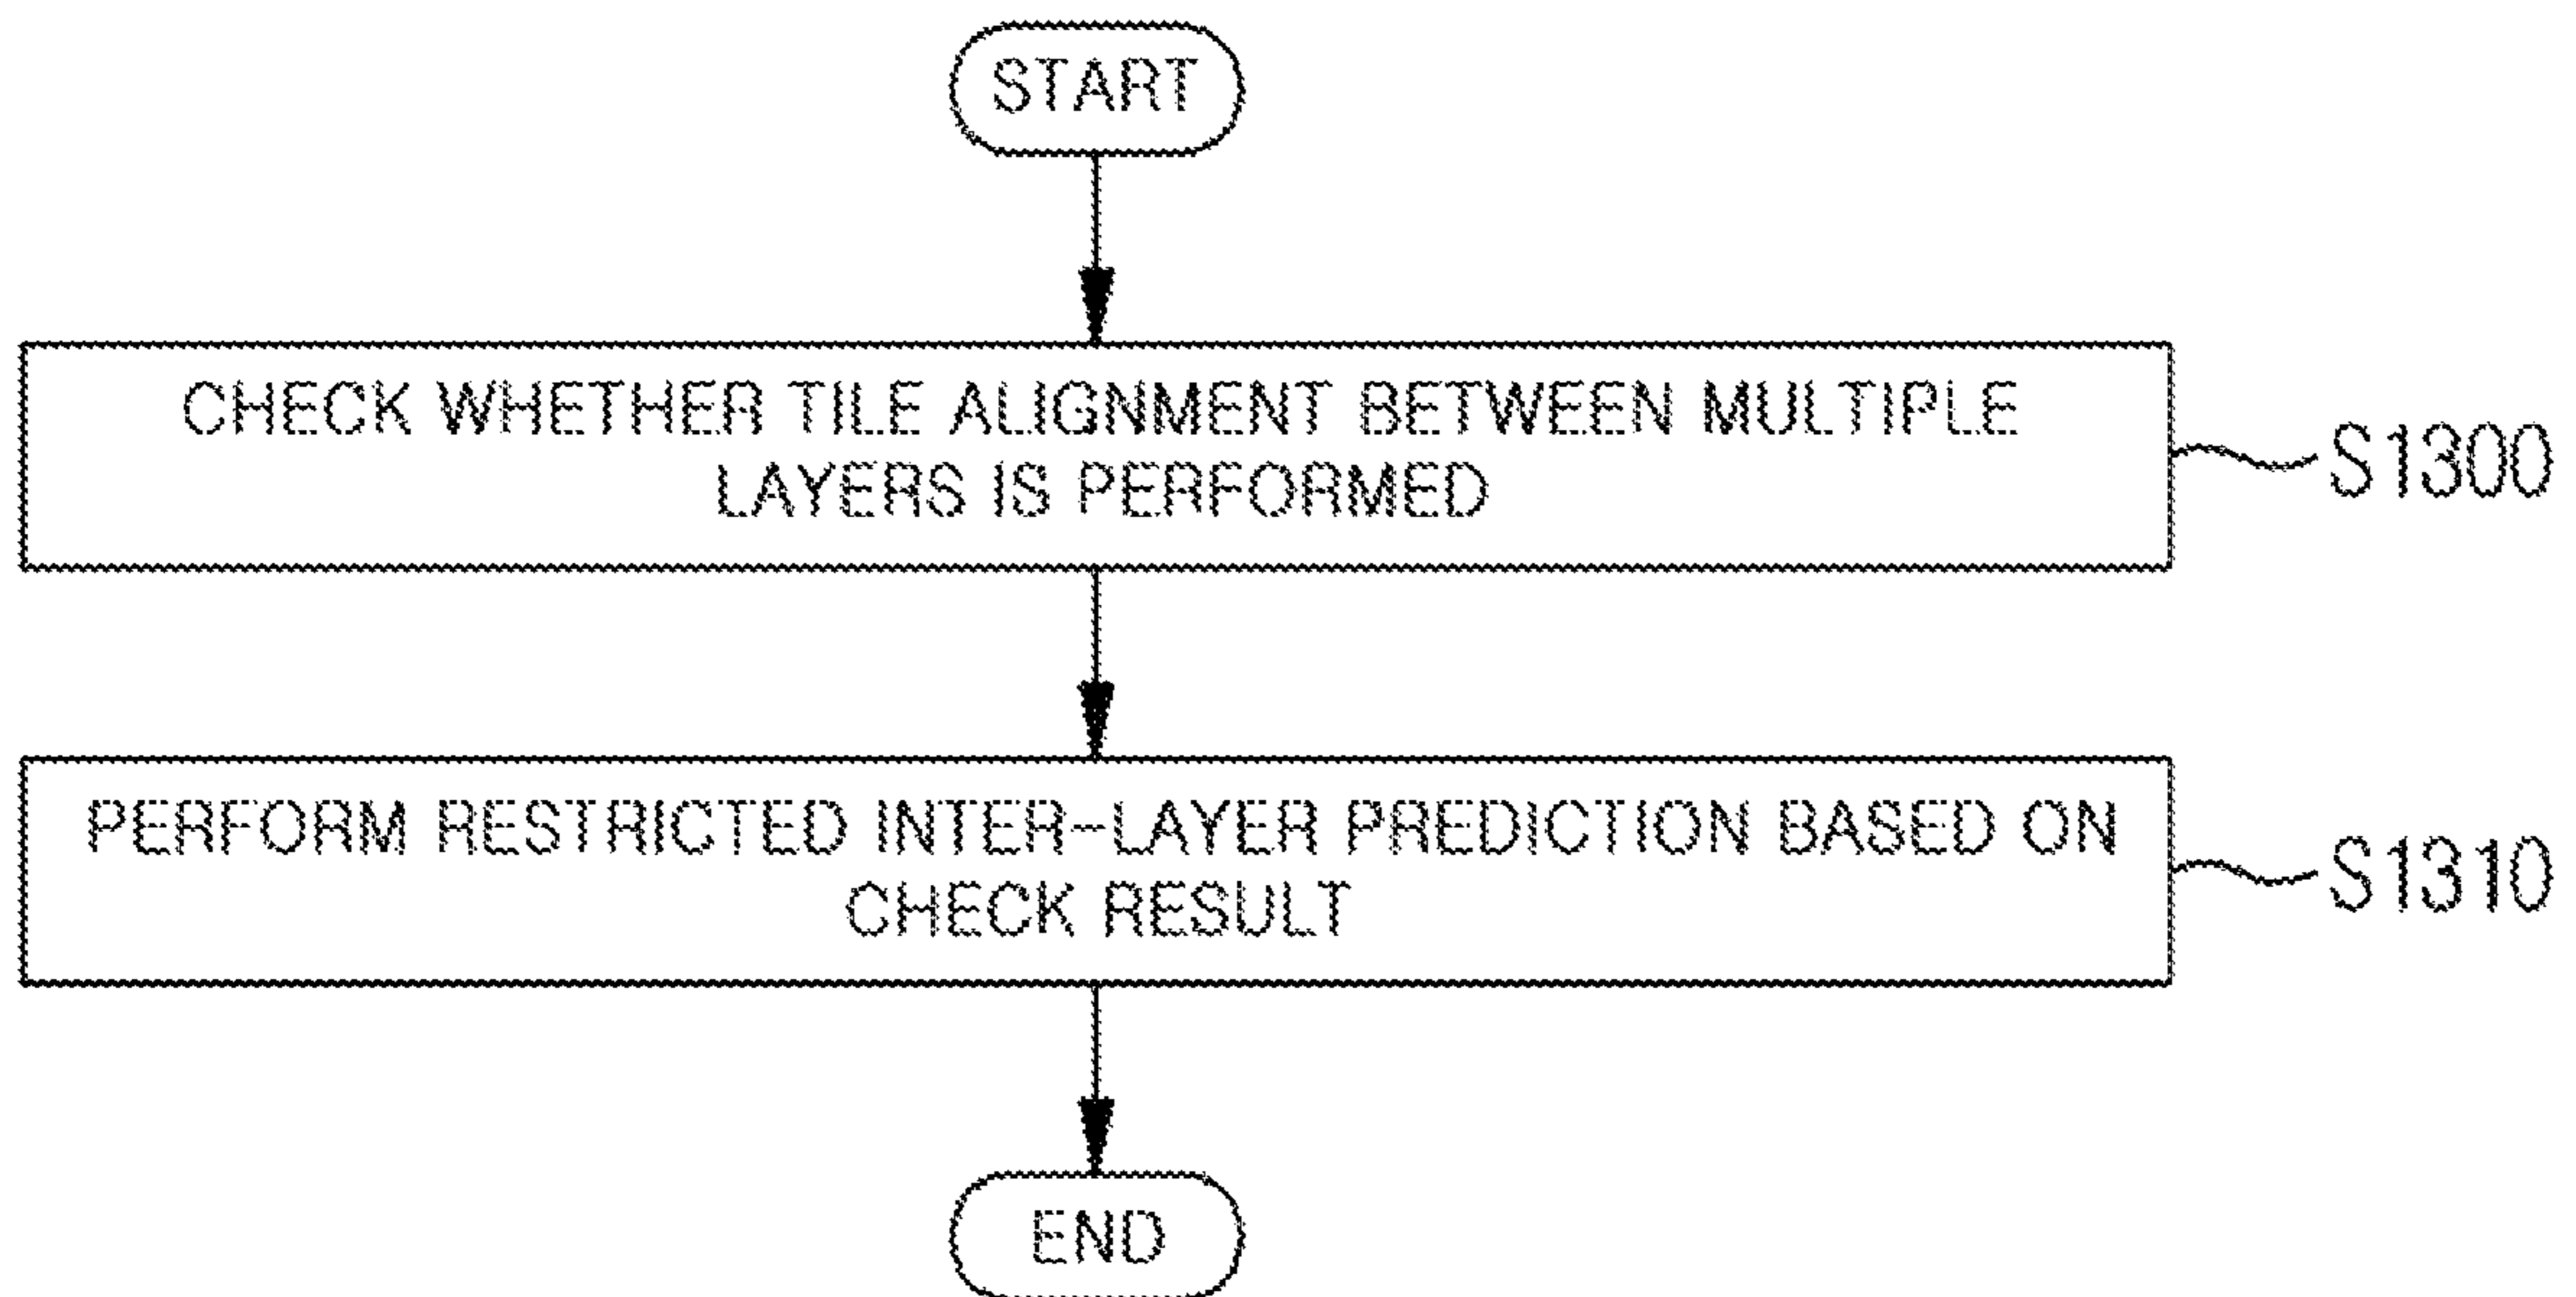 START
CHECK WHETHER TILE ALIGNMENT BETWEEN MULTIPLE
LAYERS IS PERFORMED
S1300
PERFORM RESTRICTED INTER-LAYER PREDICTION BASED ON
CHECK RESULT
S1310
END